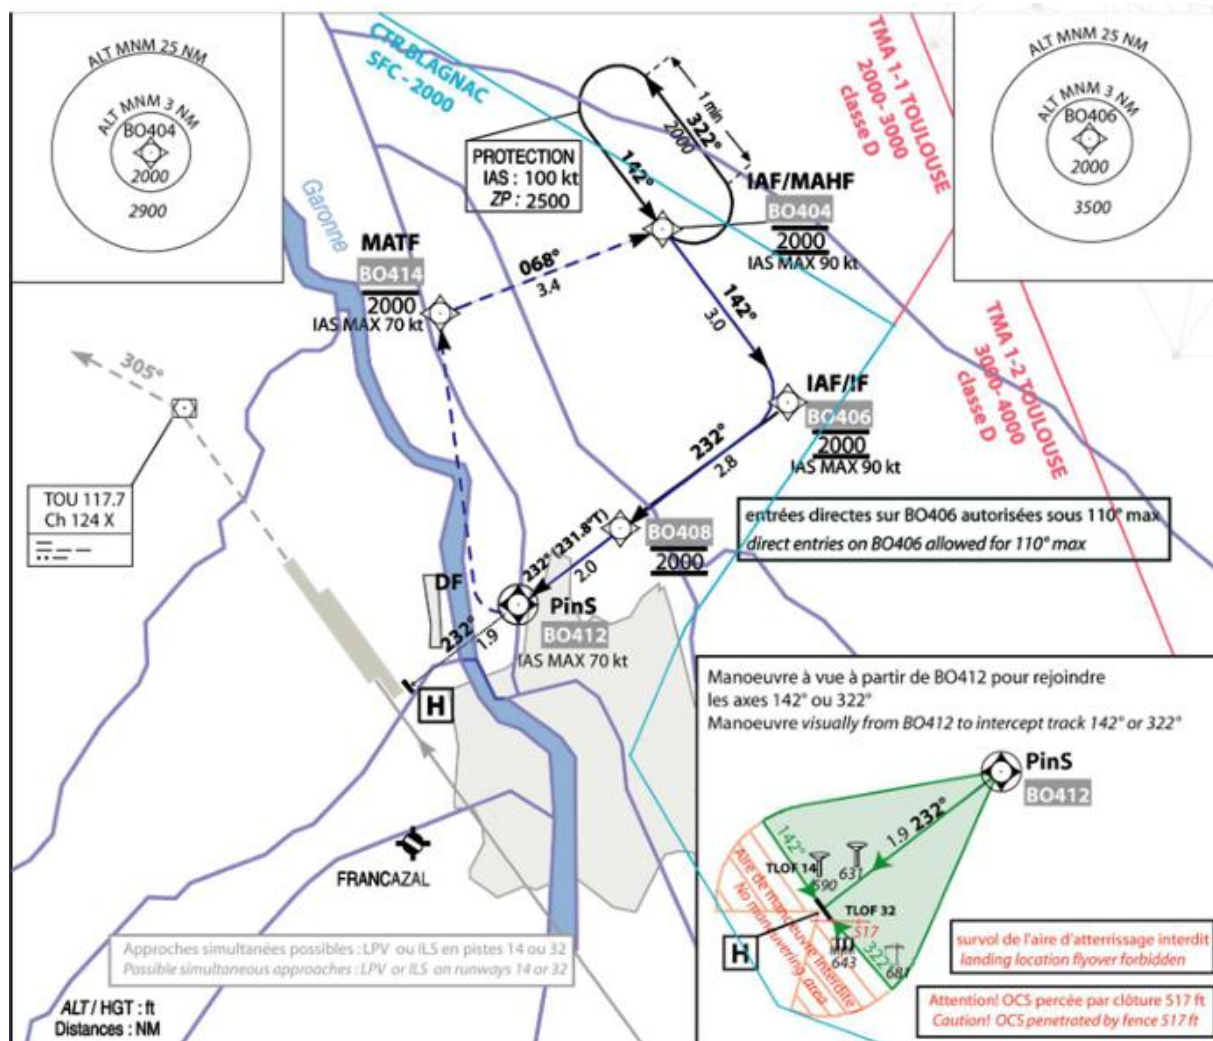 ALT MNM 25 NM
ALT MNM 3 NM
BO404
2000
2900
CTR BLAGNAC
SFC - 2000
TMA 1-1 TOULOUSE
2000- 3000
classe D
ALT MNM 25 NM
ALT MNM 3 NM
BO406
2000
3500
1 min
322°
2000
142°
PROTECTION
IAS : 100 kt
ZP : 2500
IAF/MAHF
BO404
2000
IAS MAX 90 kt
Garonne
MATF
BO414
2000
IAS MAX 70 kt
068°
3.4
142°
3.0
TMA 1-2 TOULOUSE
3000- 4000
classe D
305°
IAF/IF
BO406
2000
IAS MAX 90 kt
232°
2.8
TOU 117.7
Ch 124 X
entrées directes sur BO406 autorisées sous 110° max
direct entries on BO406 allowed for 110° max
BO408
2000
232° (231.8°T)
2.0
DF
PinS
BO412
IAS MAX 70 kt
232°
1.9
H
Manoeuvre à vue à partir de BO412 pour rejoindre
les axes 142° ou 322°
Manoeuvre visually from BO412 to intercept track 142° or 322°
PinS
BO412
1.9 232°
142°
TLOF 14
590
631
TLOF 32
517
643
322°
681
Aire de manoeuvre interdite
No manuvering area
H
FRANCAZAL
survol de l'aire d'atterrissage interdit
landing location flyover forbidden
Attention! OCS percée par clôture 517 ft
Caution! OCS penetrated by fence 517 ft
Approches simultanées possibles : LPV ou ILS en pistes 14 ou 32
Possible simultaneous approaches : LPV or ILS on runways 14 or 32
ALT / HGT : ft
Distances : NM